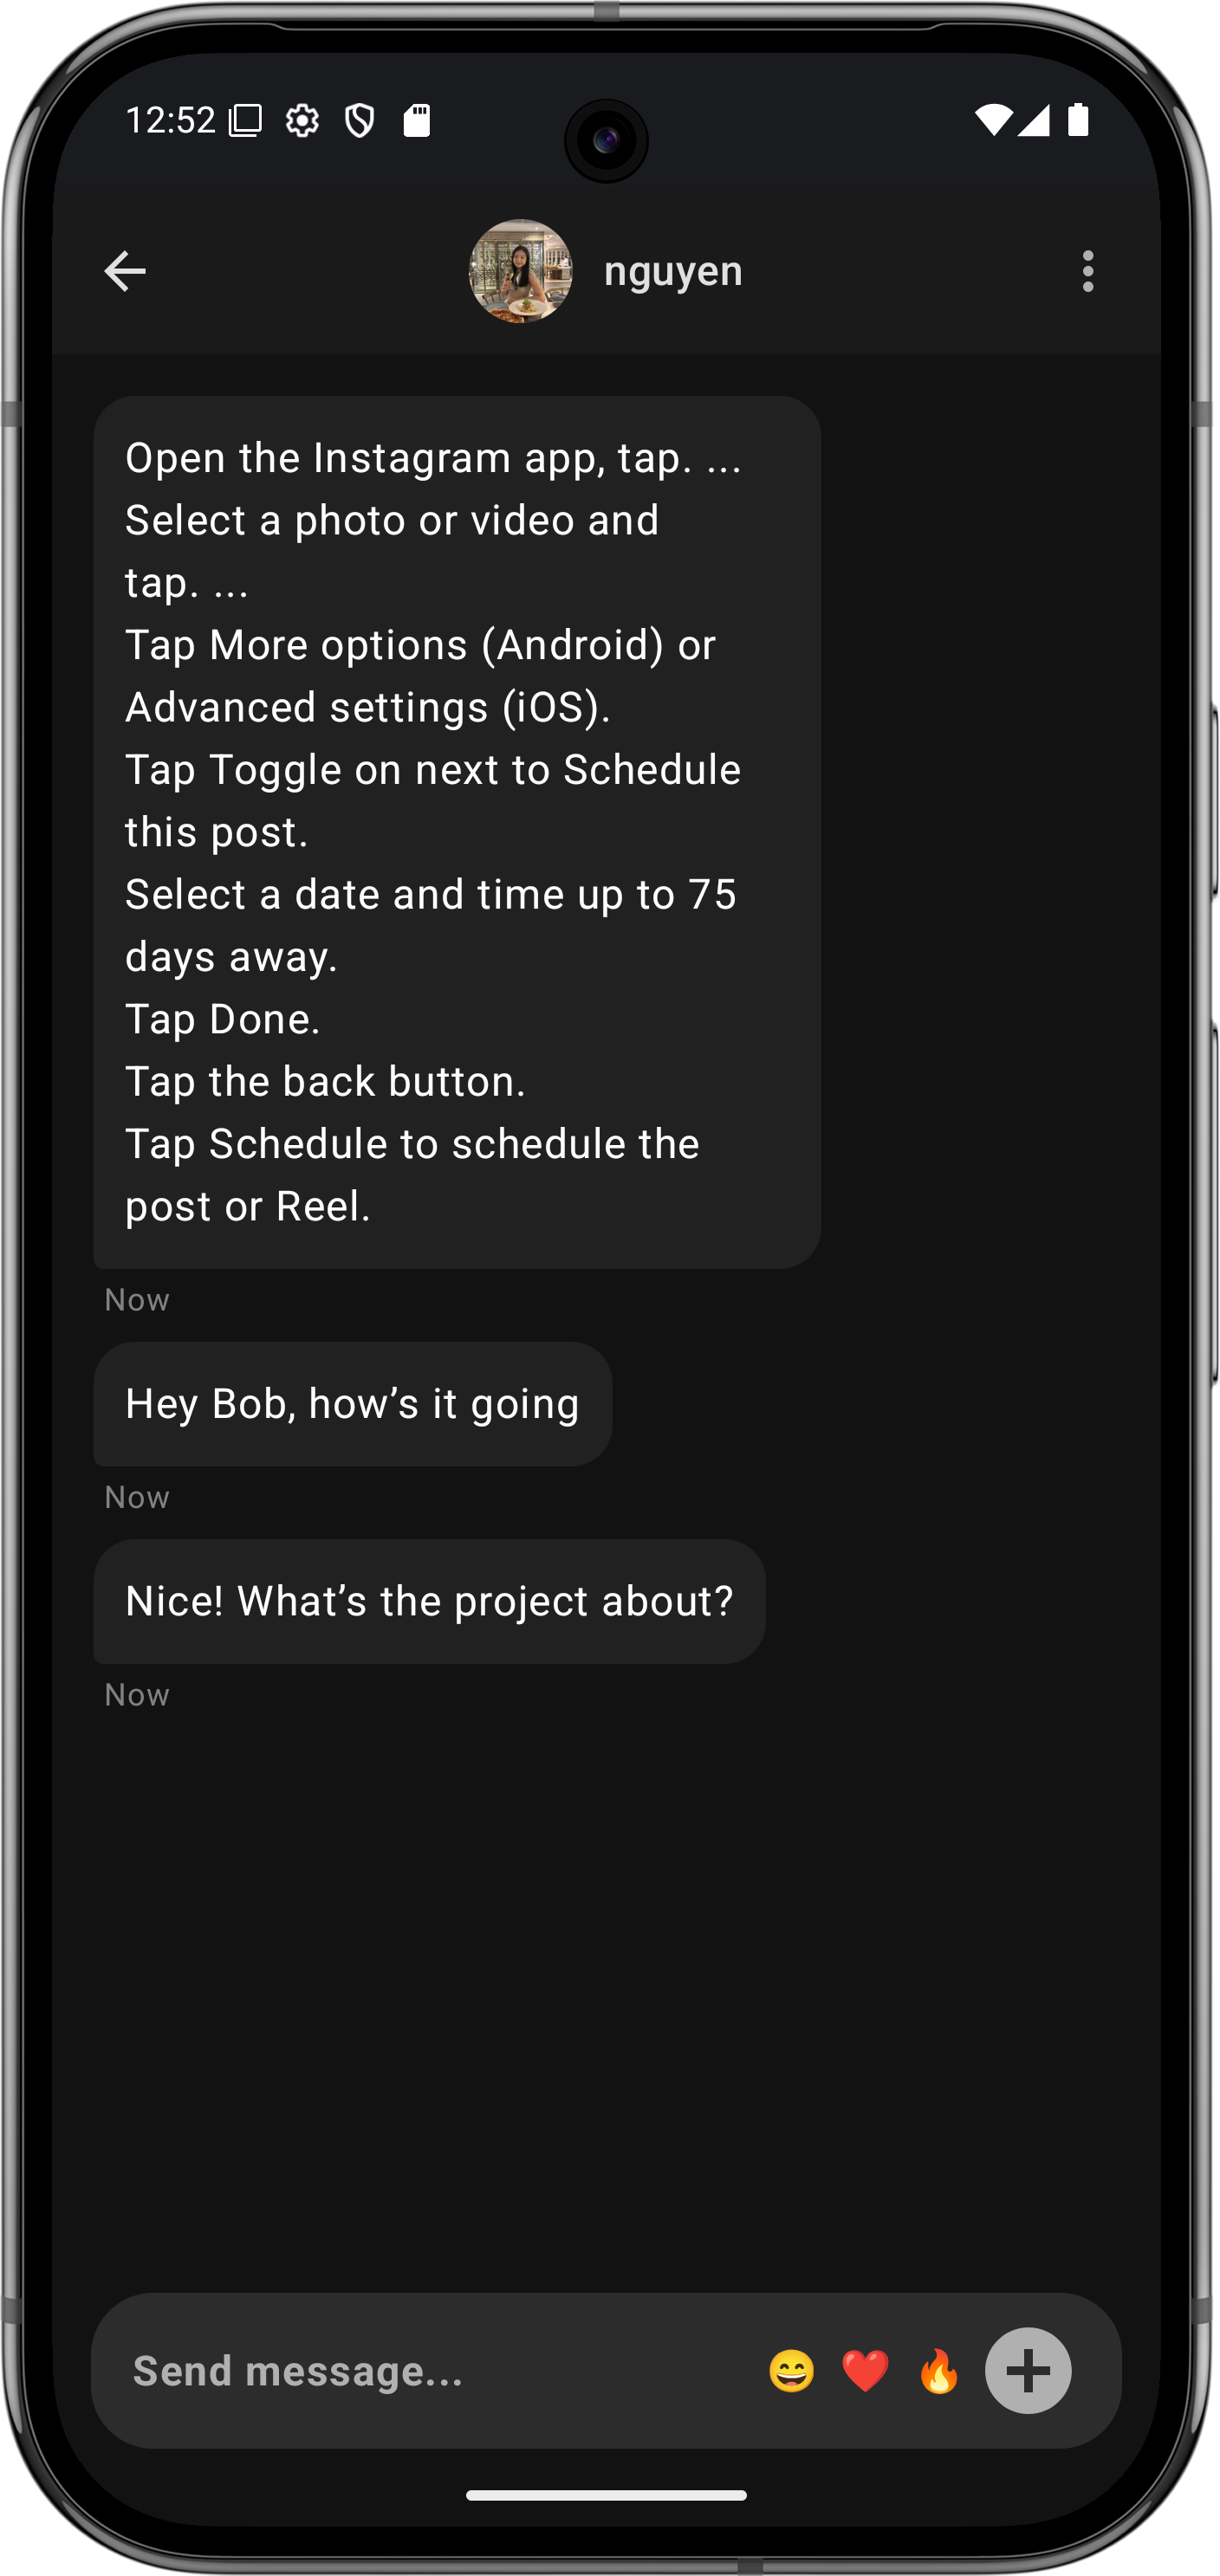 12:52
nguyen
Open the Instagram app, tap. ...
Select a photo or video and
tap. ...
Tap More options (Android) or
Advanced settings (iOS).
Tap Toggle on next to Schedule
this post.
Select a date and time up to 75
days away.
Tap Done.
Tap the back button.
Tap Schedule to schedule the
post or Reel.
Now
Hey Bob, how’s it going
Now
Nice! What’s the project about?
Now
Send message...